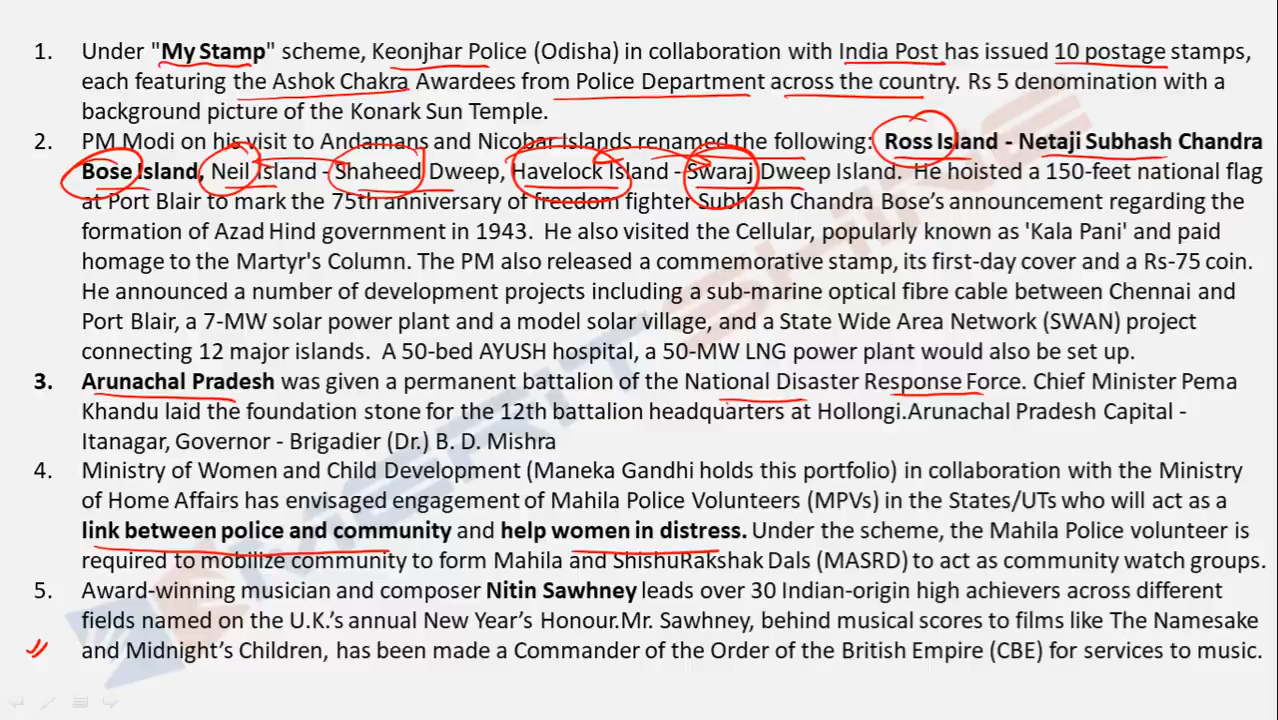 1. Under "My Stamp" scheme, Keonjhar Police (Odisha) in collaboration with India Post has issued 10 postage stamps,
each featuring the Ashok Chakra Awardees from Police Department across the country. Rs 5 denomination with a
background picture of the Konark Sun Temple.
2. PM Modi on his visit to Andamans and Nicobar Islands renamed the following: Ross Island - Netaji Subhash Chandra
Bose Island, Neil Island - Shaheed Dweep, Havelock Island - Swaraj Dweep Island. He hoisted a 150-feet national flag
at Port Blair to mark the 75th anniversary of freedom fighter Subhash Chandra Bose's announcement regarding the
formation of Azad Hind government in 1943. He also visited the Cellular, popularly known as 'Kala Pani' and paid
homage to the Martyr's Column. The PM also released a commemorative stamp, its first-day cover and a Rs-75 coin.
He announced a number of development projects including a sub-marine optical fibre cable between Chennai and
Port Blair, a 7-MW solar power plant and a model solar village, and a State Wide Area Network (SWAN) project
connecting 12 major islands. A 50-bed AYUSH hospital, a 50-MW LNG power plant would also be set up.
3. Arunachal Pradesh was given a permanent battalion of the National Disaster Response Force. Chief Minister Pema
Khandu laid the foundation stone for the 12th battalion headquarters at Hollongi.Arunachal Pradesh Capital -
Itanagar, Governor - Brigadier (Dr.) B. D. Mishra
4. Ministry of Women and Child Development (Maneka Gandhi holds this portfolio) in collaboration with the Ministry
of Home Affairs has envisaged engagement of Mahila Police Volunteers (MPVs) in the States/UTs who will act as a
link between police and community and help women in distress. Under the scheme, the Mahila Police volunteer is
required to mobilize community to form Mahila and ShishuRakshak Dals (MASRD) to act as community watch groups.
5. Award-winning musician and composer Nitin Sawhney leads over 30 Indian-origin high achievers across different
fields named on the U.K.'s annual New Year's Honour.Mr. Sawhney, behind musical scores to films like The Namesake
and Midnight's Children, has been made a Commander of the Order of the British Empire (CBE) for services to music.